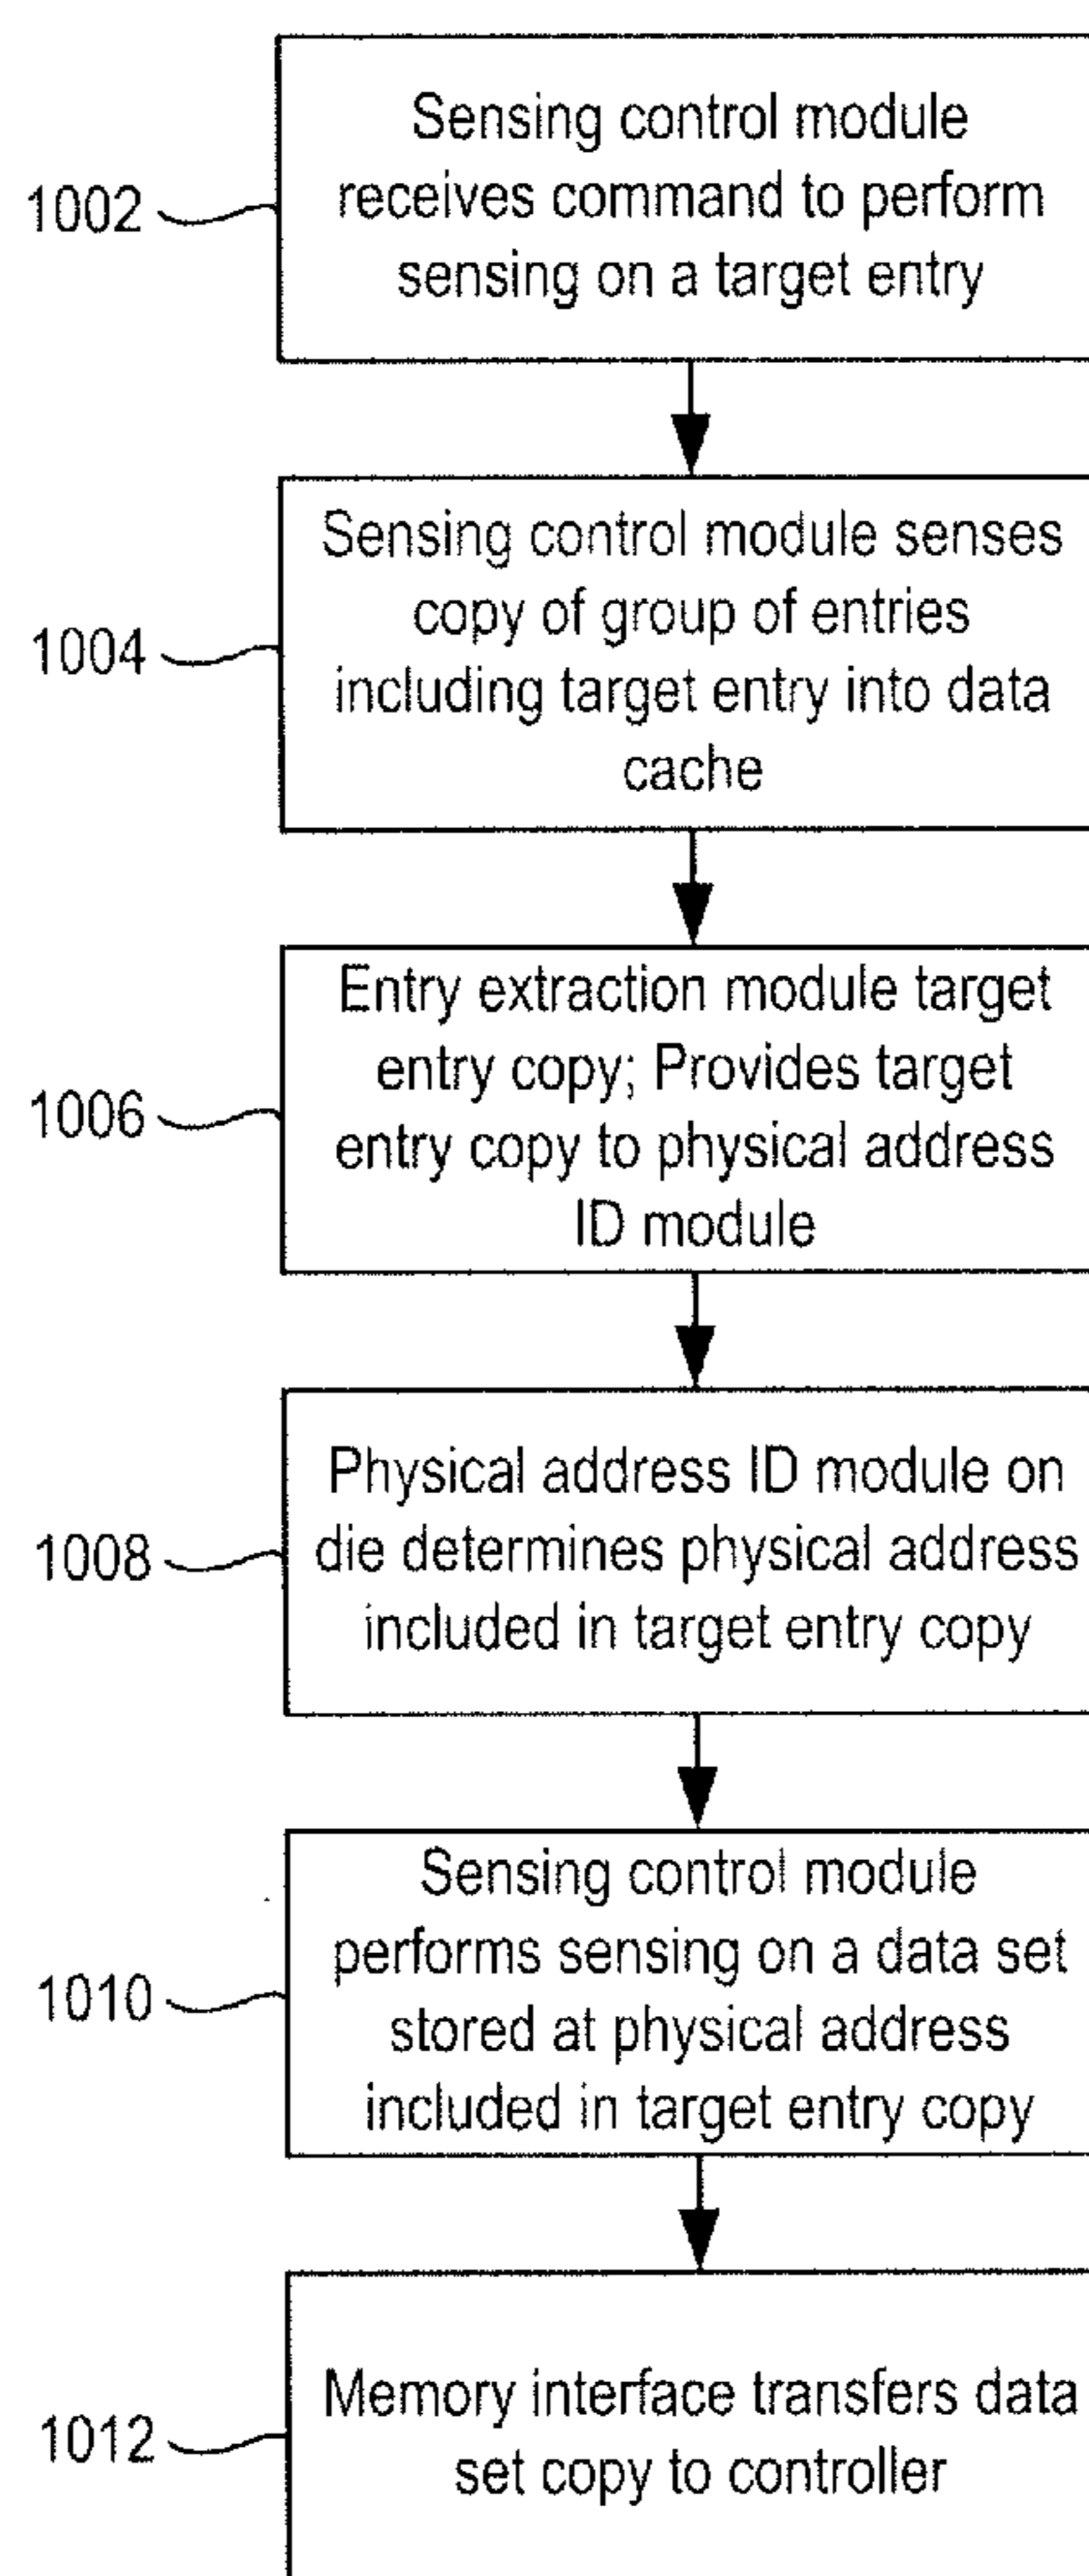 Sensing control module
receives command to perform
sensing on a target entry
1002
Sensing control module senses
copy of group of entries
including target entry into data
cache
1004
Entry extraction module target
entry copy; Provides target
entry copy to physical address
ID module
1006
Physical address ID module on
die determines physical address
included in target entry copy
1008
Sensing control module
performs sensing on a data set
stored at physical address
included in target entry copy
1010
Memory interface transfers data
set copy to controller
1012